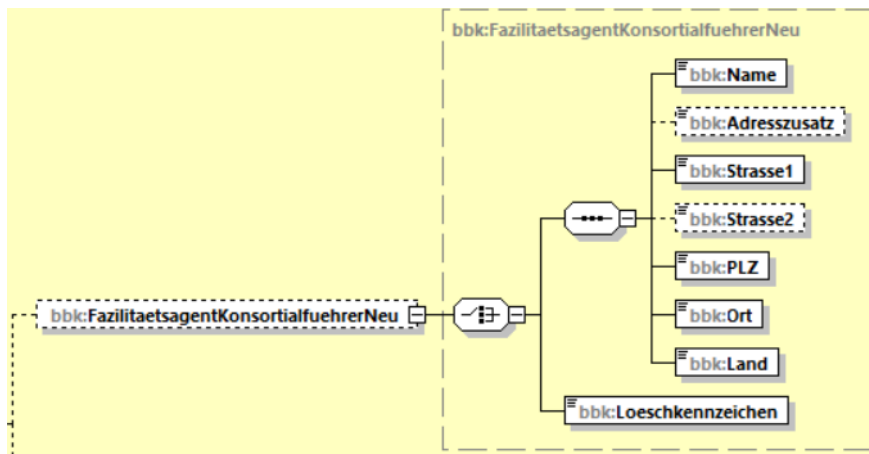 bbk:FazilitaetsagentKonsortialfuehrerNeu
bbk:Name
bbk:Adresszusatz
bbk:Strasse1
bbk:Strasse2
bbk:PLZ
bbk:FazilitaetsagentKonsortialfuehrerNeu
bbk:Ort
bbk:Land
bbk:Loeschkennzeichen